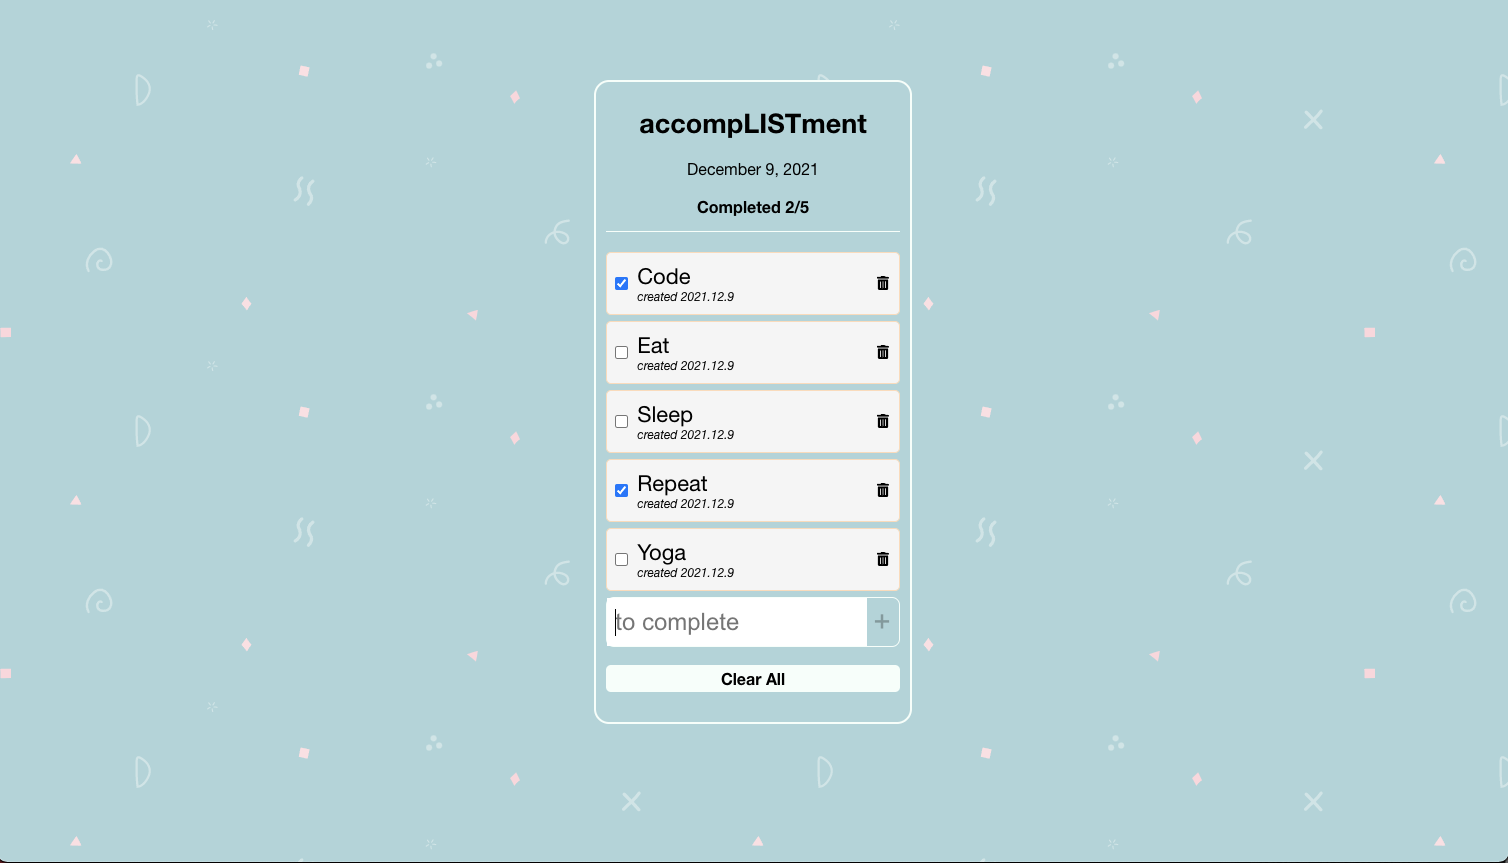 accompLISTment
December 9, 2021
Completed 2/5
Code
created 2021.12.9
Eat
created 2021.12.9
Sleep
created 2021.12.9
Repeat
created 2021.12.9
Yoga
created 2021.12.9
to complete
+
Clear All